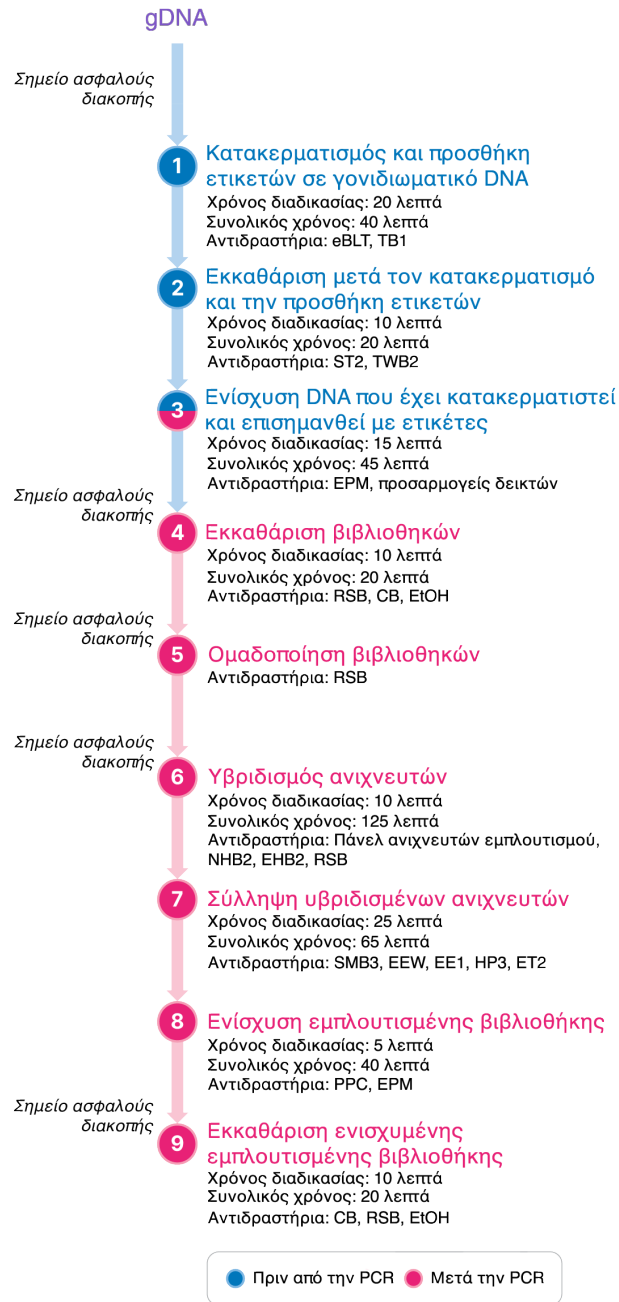 gDNA
Σημείο ασφαλούς
διακοπής
1
Κατακερματισμός και προσθήκη
ετικετών σε γονιδιωματικό DNA
Χρόνος διαδικασίας: 20 λεπτά
Συνολικός χρόνος: 40 λεπτά
Αντιδραστήρια: eBLT, TB1
2
Εκκαθάριση μετά τον κατακερματισμό
και την προσθήκη ετικετών
Χρόνος διαδικασίας: 10 λεπτά
Συνολικός χρόνος: 20 λεπτά
Αντιδραστήρια: ST2, TWB2
3
Ενίσχυση DNA που έχει κατακερματιστεί
και επισημανθεί με ετικέτες
Χρόνος διαδικασίας: 15 λεπτά
Συνολικός χρόνος: 45 λεπτά
Αντιδραστήρια: EPM, προσαρμογείς δεικτών
Σημείο ασφαλούς
διακοπής
4
Εκκαθάριση βιβλιοθηκών
Χρόνος διαδικασίας: 10 λεπτά
Συνολικός χρόνος: 20 λεπτά
Αντιδραστήρια: RSB, CB, EtOH
Σημείο ασφαλούς
διακοπής
5
Ομαδοποίηση βιβλιοθηκών
Αντιδραστήρια: RSB
Σημείο ασφαλούς
διακοπής
6
Υβριδισμός ανιχνευτών
Χρόνος διαδικασίας: 10 λεπτά
Συνολικός χρόνος: 125 λεπτά
Αντιδραστήρια: Πάνελ ανιχνευτών εμπλουτισμού,
NHB2, EHB2, RSB
7
Σύλληψη υβριδισμένων ανιχνευτών
Χρόνος διαδικασίας: 25 λεπτά
Συνολικός χρόνος: 65 λεπτά
Αντιδραστήρια: SMB3, EEW, EE1, HP3, ET2
8
Ενίσχυση εμπλουτισμένης βιβλιοθήκης
Χρόνος διαδικασίας: 5 λεπτά
Συνολικός χρόνος: 40 λεπτά
Αντιδραστήρια: PPC, EPM
Σημείο ασφαλούς
διακοπής
9
Εκκαθάριση ενισχυμένης
εμπλουτισμένης βιβλιοθήκης
Χρόνος διαδικασίας: 10 λεπτά
Συνολικός χρόνος: 20 λεπτά
Αντιδραστήρια: CB, RSB, EtOH
Πριν από την PCR Μετά την PCR